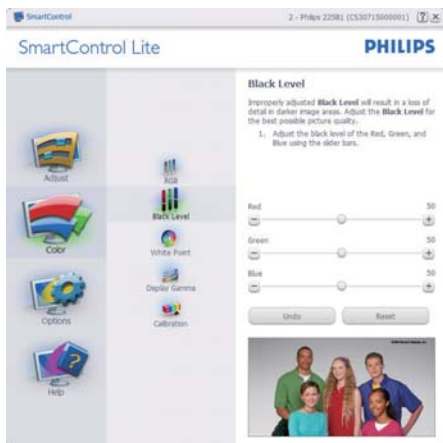 SmartControl
2 - Philips 225B1 (CS30715000001)
SmartControl Lite
PHILIPS
Adjust
Color
Options
Help
RGB
Black Level
White Point
Display Gamma
Calibration
Black Level
Improperly adjusted Black Level will result in a loss of
detail in darker image areas. Adjust the Black Level for
the best possible picture quality.
1. Adjust the black level of the Red, Green, and
Blue using the slider bars.
Red 50
Green 50
Blue 50
Undo Reset